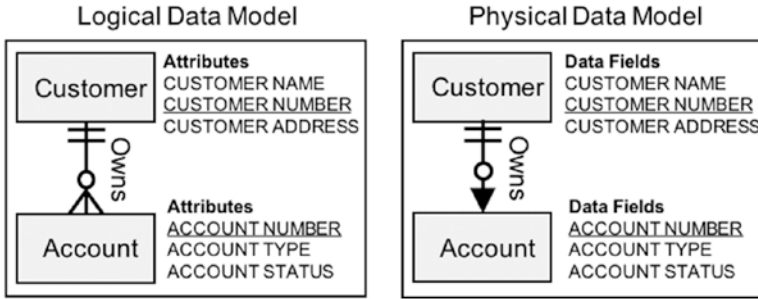 Logical Data Model
Customer
Attributes
CUSTOMER NAME
CUSTOMER NUMBER
CUSTOMER ADDRESS
Owns
Account
Attributes
ACCOUNT NUMBER
ACCOUNT TYPE
ACCOUNT STATUS
Physical Data Model
Customer
Data Fields
CUSTOMER NAME
CUSTOMER NUMBER
CUSTOMER ADDRESS
Owns
Account
Data Fields
ACCOUNT NUMBER
ACCOUNT TYPE
ACCOUNT STATUS